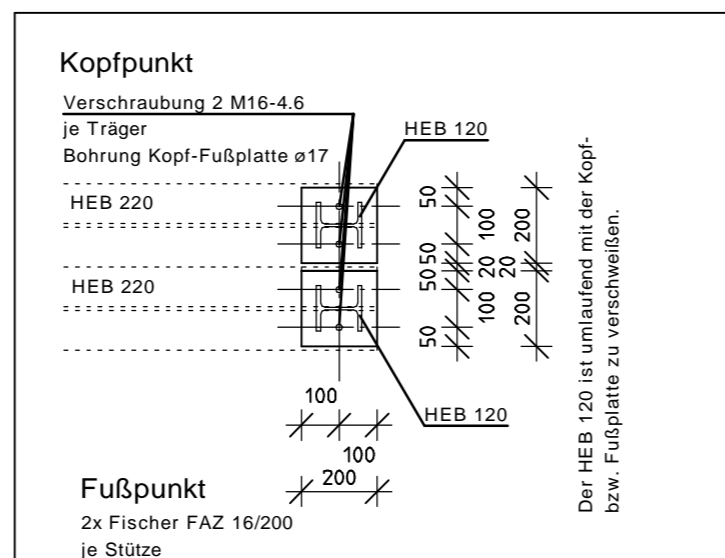 Kopfpunkt
Verschraubung 2 M16-4.6
je Träger
Bohrung Kopf-Fußplatte ø17
HEB 120
HEB 220
HEB 220
50
100
50
50
100
50
20
20
200
200
100
100
200
HEB 120
Der HEB 120 ist umlaufend mit der Kopf-
bzw. Fußplatte zu verschweißen.
Fußpunkt
2x Fischer FAZ 16/200
je Stütze